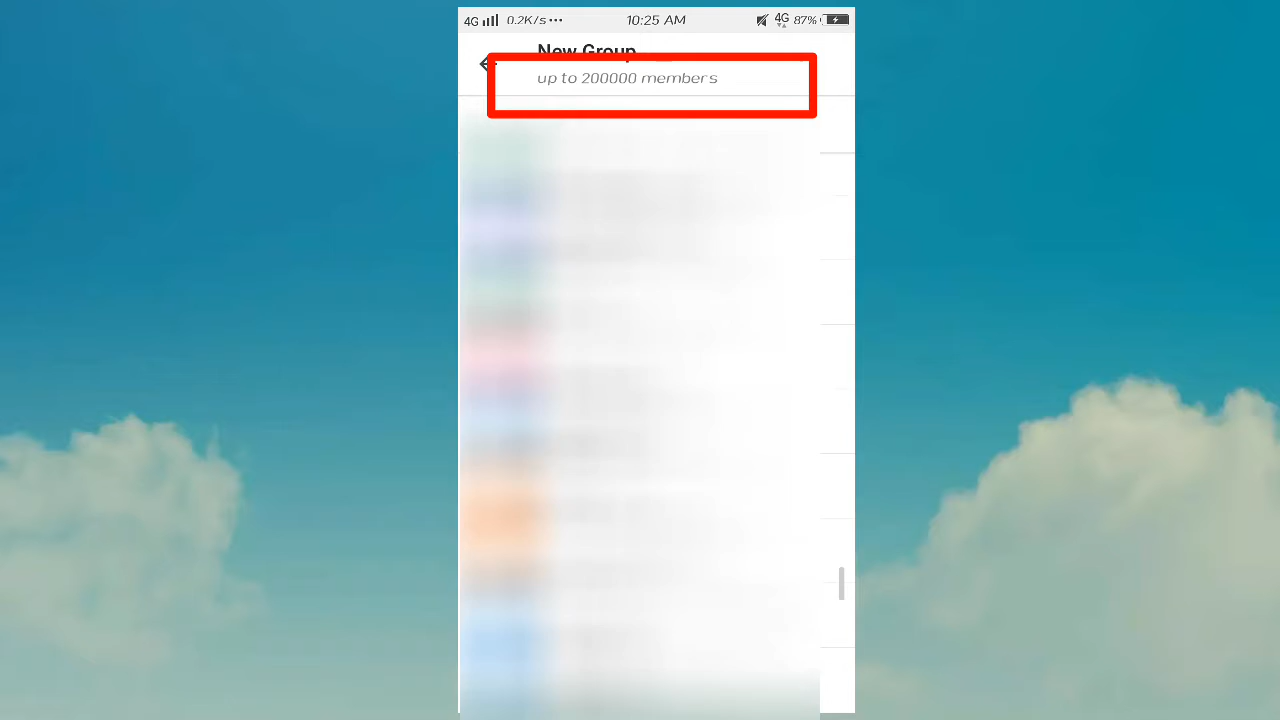 4G 0.2K/s ••• 10:25 AM 4G 87%
New Group
up to 200000 members